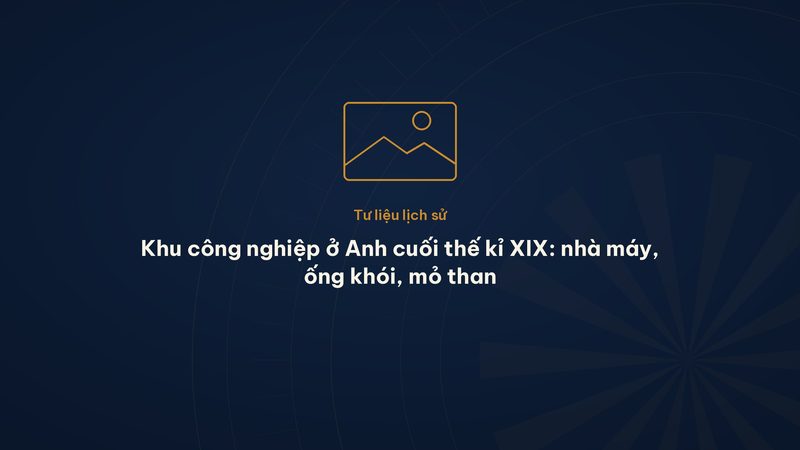 Tư liệu lịch sử
Khu công nghiệp ở Anh cuối thế kỉ XIX: nhà máy,
ống khói, mỏ than